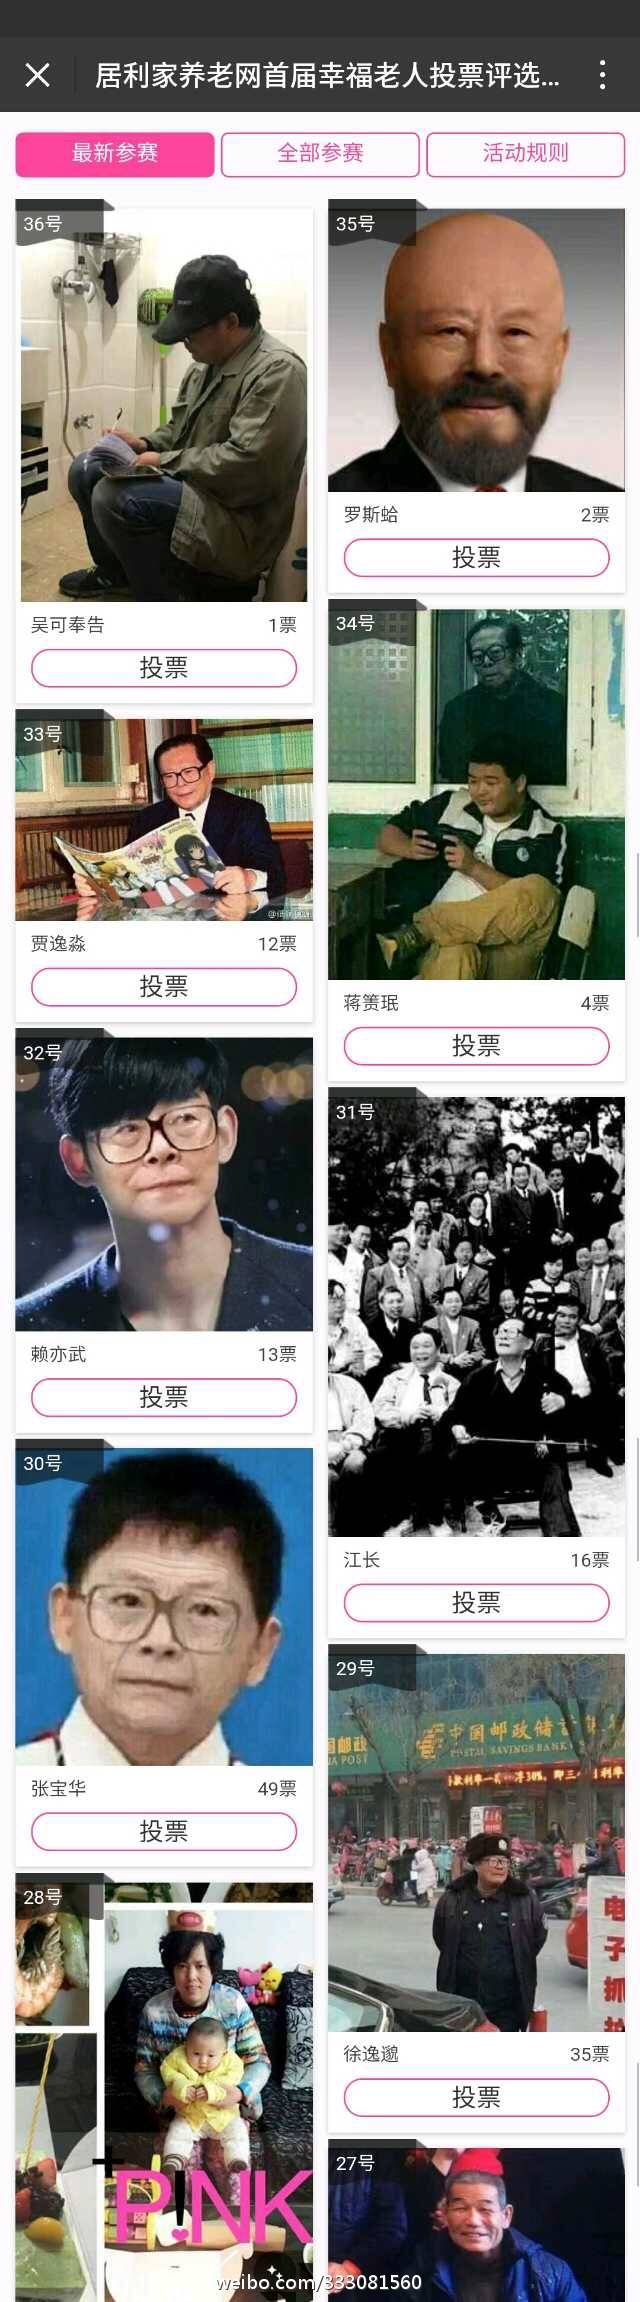 居利家养老网首届幸福老人投票评选...
最新参赛
全部参赛
活动规则
36号
吴可奉告
1票
投票
35号
罗斯蛤
2票
投票
34号
蒋赟珉
4票
投票
33号
贾逸淼
12票
投票
32号
赖亦武
13票
投票
31号
江长
16票
投票
30号
张宝华
49票
投票
29号
中国邮政储蓄银
POSTAL SAVINGS BANK
电
子
抓
拍
徐逸邈
35票
投票
28号
P!NK
27号
weibo.com/333081560